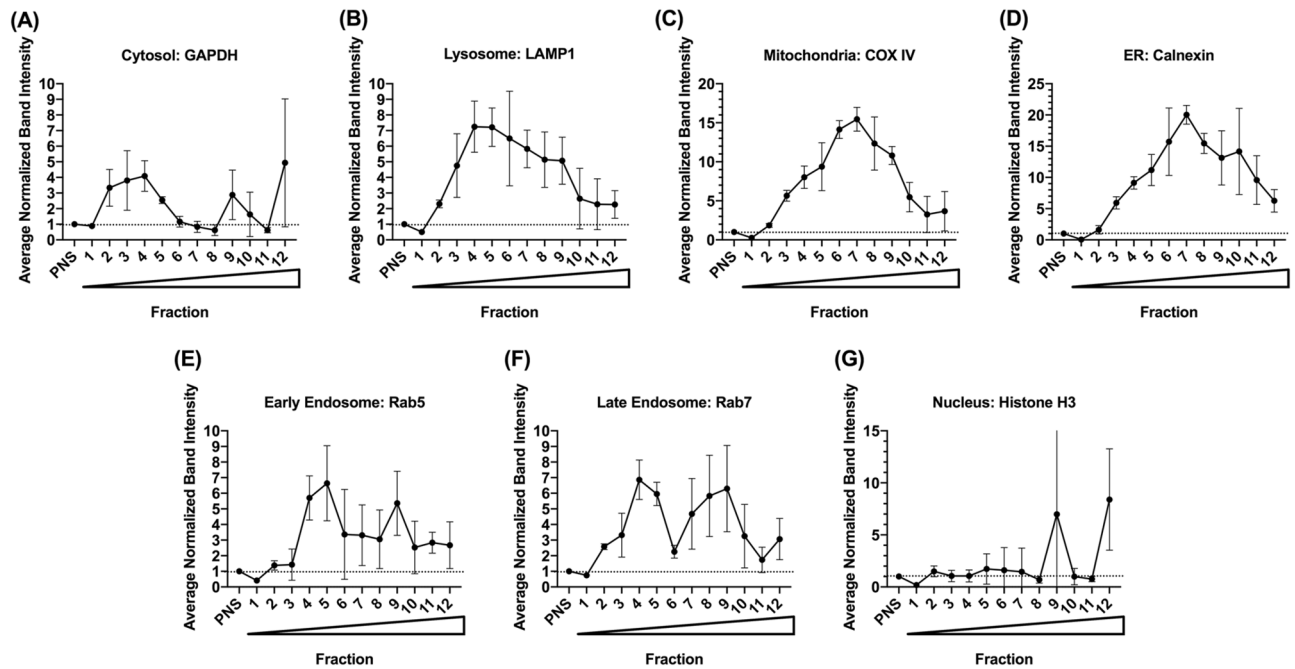 (A)
Cytosol: GAPDH
Average Normalized Band Intensity
10
9
8
7
6
5
4
3
2
1
0
PNS 1 2 3 4 5 6 7 8 9 10 11 12
Fraction
(B)
Lysosome: LAMP1
Average Normalized Band Intensity
10
9
8
7
6
5
4
3
2
1
0
PNS 1 2 3 4 5 6 7 8 9 10 11 12
Fraction
(C)
Mitochondria: COX IV
Average Normalized Band Intensity
20
15
10
5
0
PNS 1 2 3 4 5 6 7 8 9 10 11 12
Fraction
(D)
ER: Calnexin
Average Normalized Band Intensity
25
20
15
10
5
0
PNS 1 2 3 4 5 6 7 8 9 10 11 12
Fraction
(E)
Early Endosome: Rab5
Average Normalized Band Intensity
10
9
8
7
6
5
4
3
2
1
0
PNS 1 2 3 4 5 6 7 8 9 10 11 12
Fraction
(F)
Late Endosome: Rab7
Average Normalized Band Intensity
10
9
8
7
6
5
4
3
2
1
0
PNS 1 2 3 4 5 6 7 8 9 10 11 12
Fraction
(G)
Nucleus: Histone H3
Average Normalized Band Intensity
15
10
5
0
PNS 1 2 3 4 5 6 7 8 9 10 11 12
Fraction